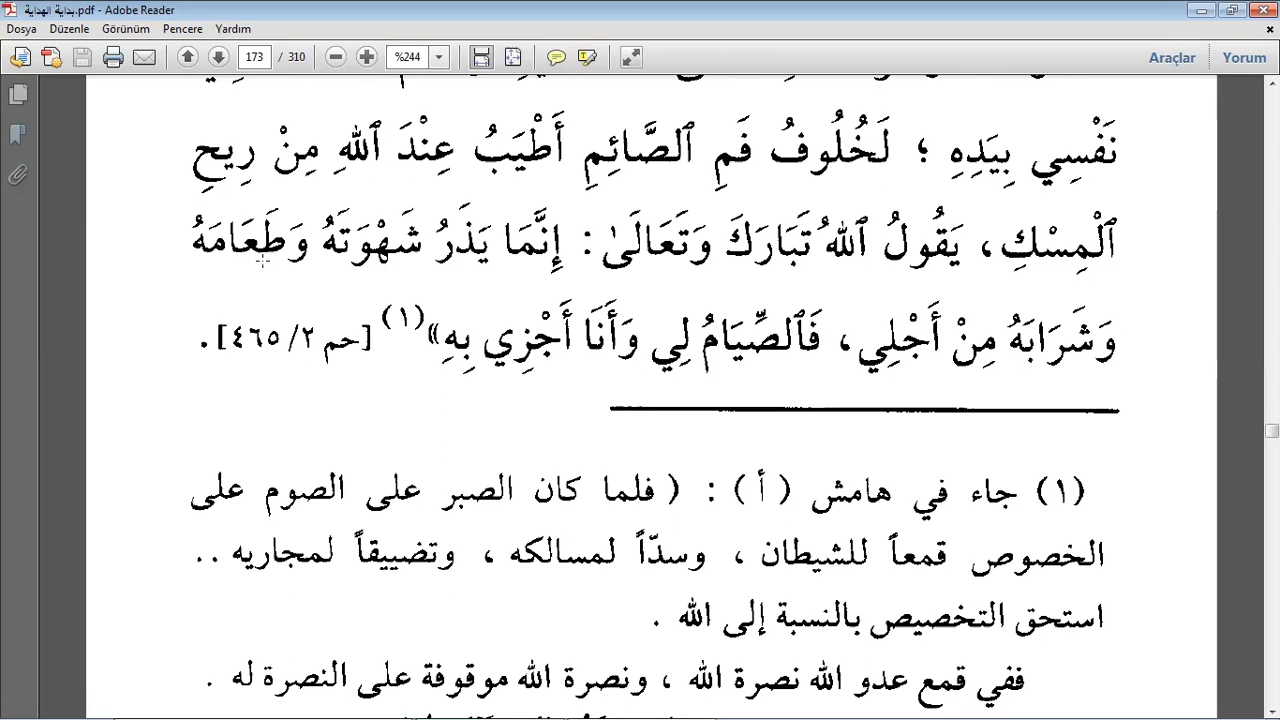 بداية الهداية.pdf - Adobe Reader
Dosya Düzenle Görünüm Pencere Yardım
173 / 310 %244 Araçlar Yorum
نَفْسِي بِيَدِهِ ؛ لَخُلُوفُ فَمِ ٱلصَّائِمِ أَطْيَبُ عِنْدَ ٱللهِ مِنْ رِيحِ
ٱلْمِسْكِ، يَقُولُ ٱللهُ تَبَارَكَ وَتَعَالَىٰ: إِنَّمَا يَذَرُ شَهْوَتَهُ وَطَعَامَهُ
وَشَرَابَهُ مِنْ أَجْلِي، فَٱلصِّيَامُ لِي وَأَنَا أَجْزِي بِهِ»(١) [حم ٢/ ٤٦٥] .
(١) جاء في هامش (أ) : ( فلما كان الصبر على الصوم على
الخصوص قمعاً للشيطان ، وسدّاً لمسالكه ، وتضييقاً لمجاريه ..
استحق التخصيص بالنسبة إلى الله .
ففي قمع عدو الله نصرة الله ، ونصرة الله موقوفة على النصرة له .